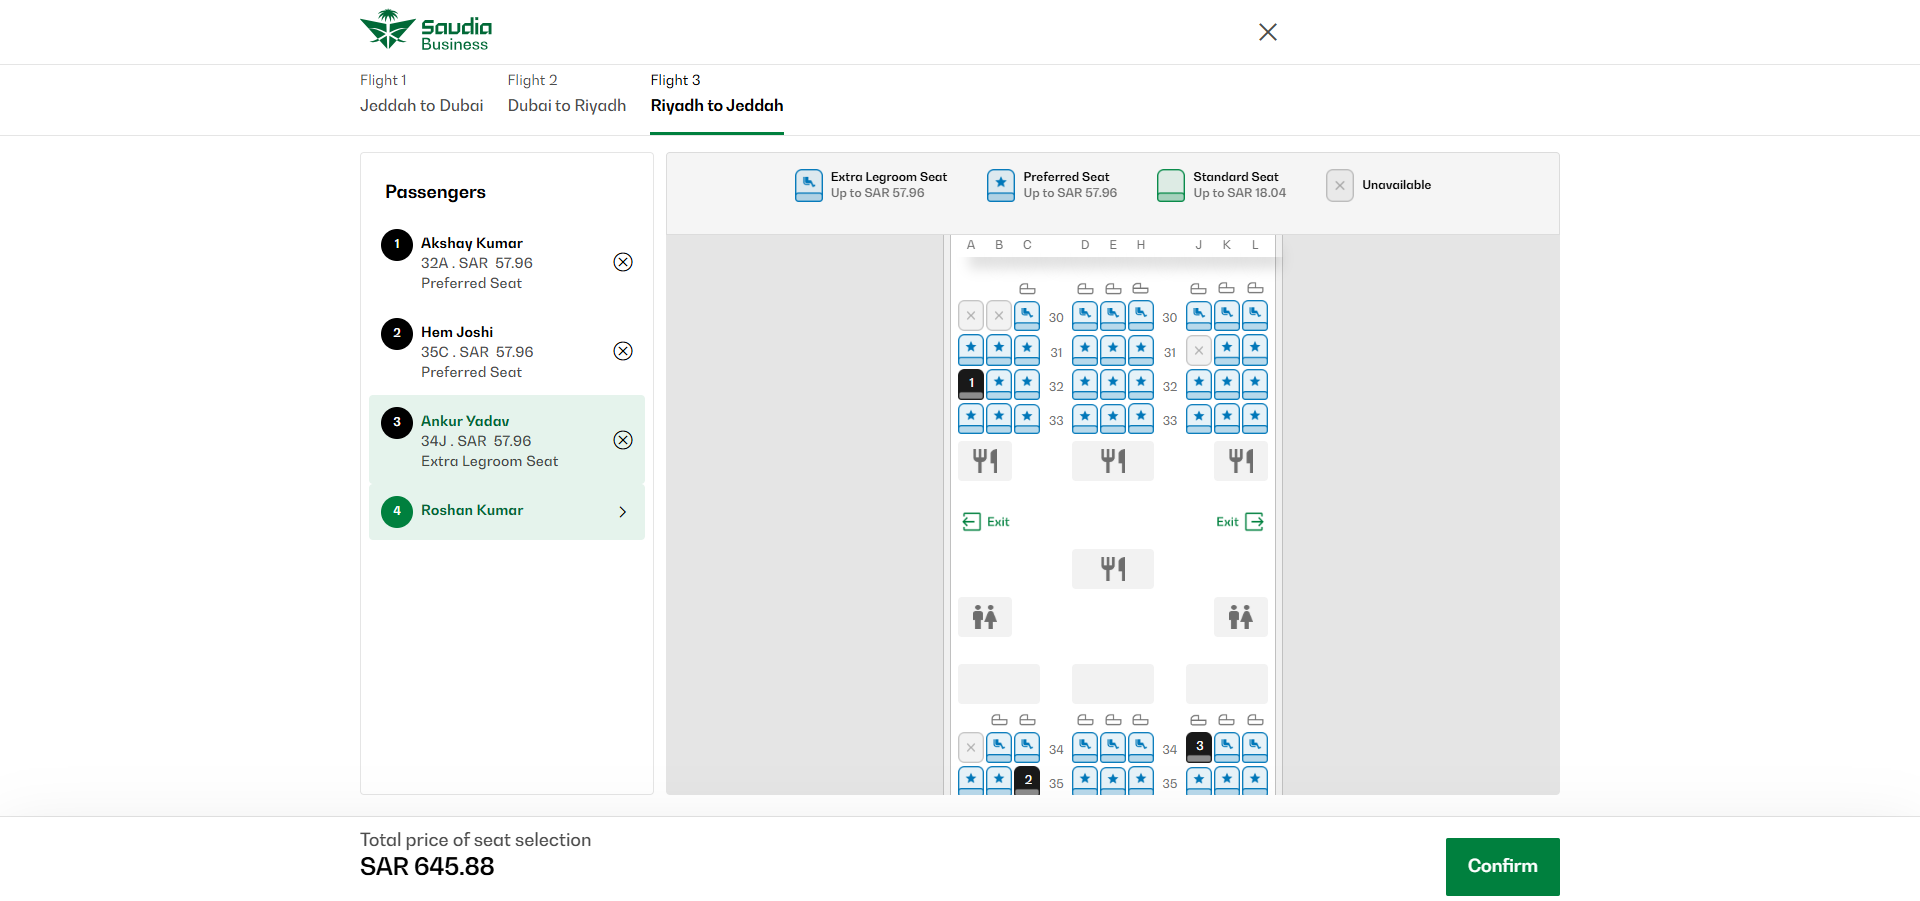 Saudia
Business
Flight 1
Jeddah to Dubai
Flight 2
Dubai to Riyadh
Flight 3
Riyadh to Jeddah
Passengers
1
Akshay Kumar
32A . SAR 57.96
Preferred Seat
2
Hem Joshi
35C . SAR 57.96
Preferred Seat
3
Ankur Yadav
34J . SAR 57.96
Extra Legroom Seat
4
Roshan Kumar
Extra Legroom Seat
Up to SAR 57.96
Preferred Seat
Up to SAR 57.96
Standard Seat
Up to SAR 18.04
Unavailable
A B C D E H J K L
30 30
31 31
1 32 32
33 33
Exit Exit
34 34 3
2 35 35
Total price of seat selection
SAR 645.88
Confirm